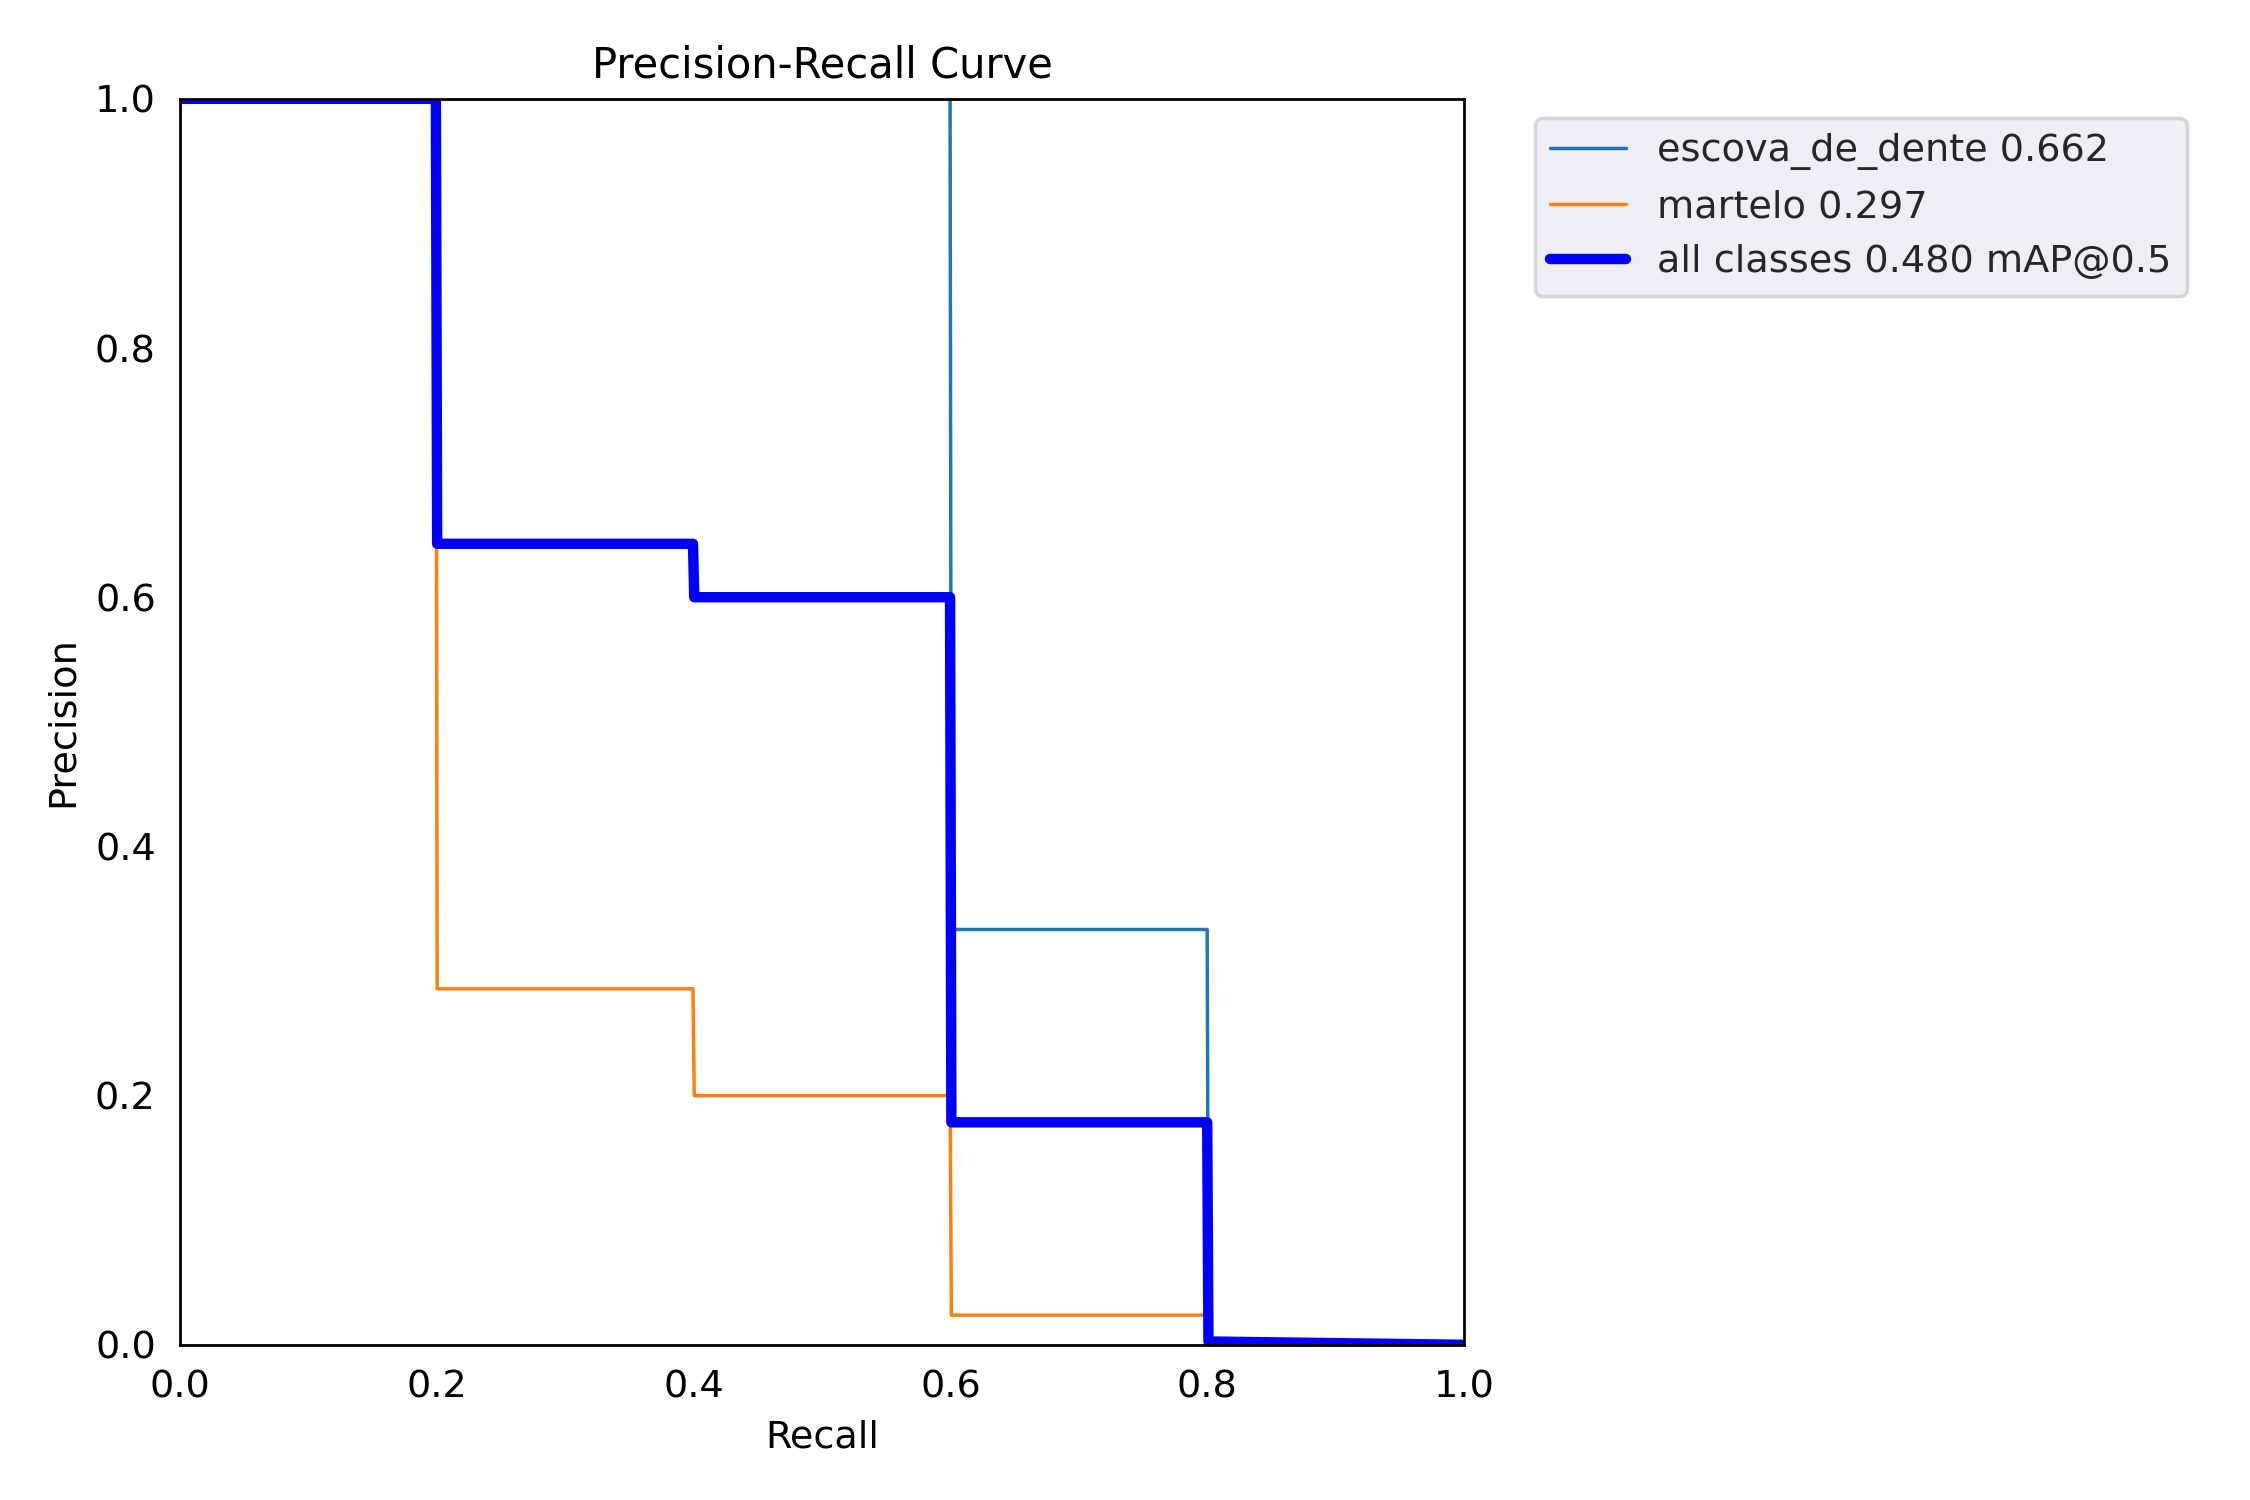 Precision-Recall Curve
1.0
0.8
0.6
0.4
0.2
0.0
Precision
0.0 0.2 0.4 0.6 0.8 1.0
Recall
escova_de_dente 0.662
martelo 0.297
all classes 0.480 mAP@0.5